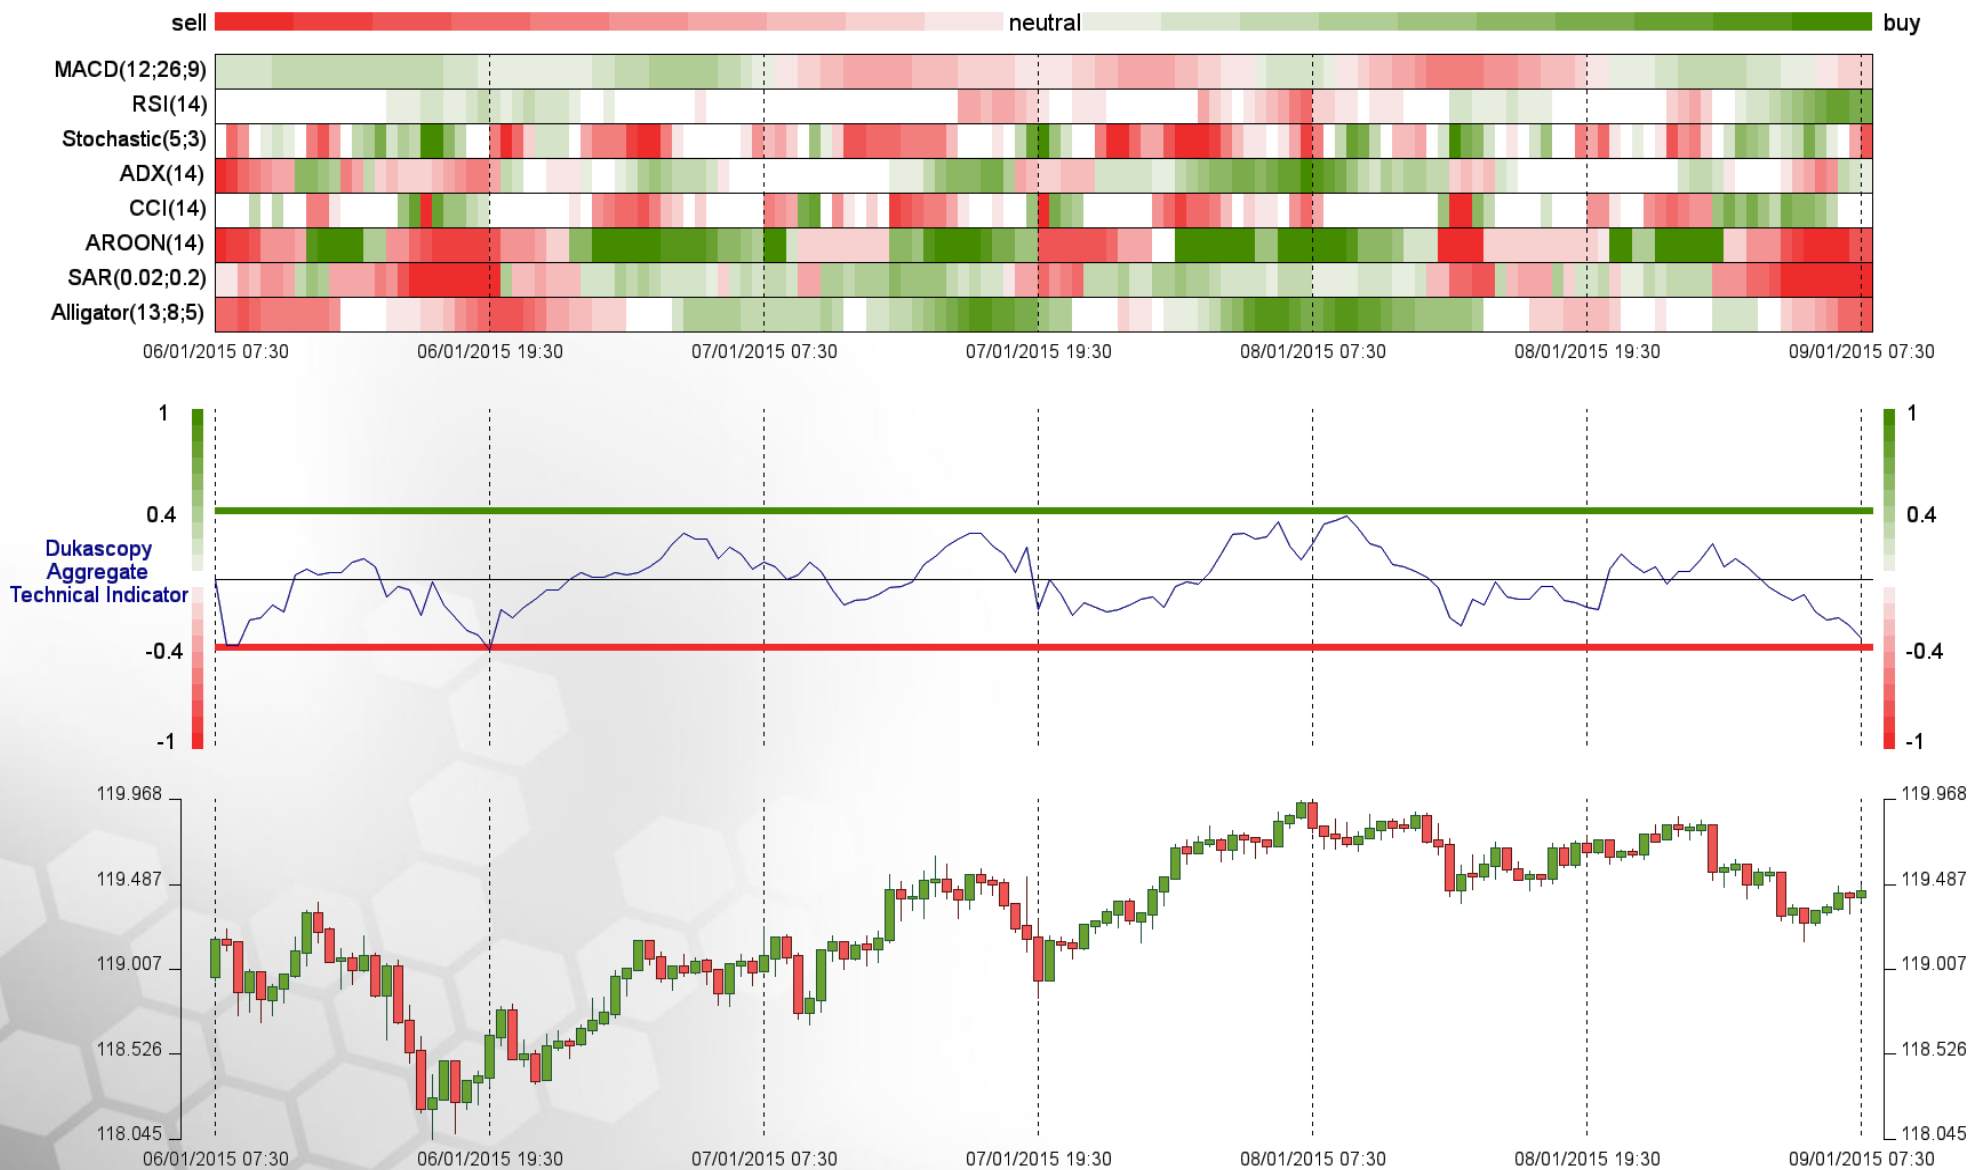 sell neutral buy
MACD(12;26;9)
RSI(14)
Stochastic(5;3)
ADX(14)
CCI(14)
AROON(14)
SAR(0.02;0.2)
Alligator(13;8;5)
06/01/2015 07:30 06/01/2015 19:30 07/01/2015 07:30 07/01/2015 19:30 08/01/2015 07:30 08/01/2015 19:30 09/01/2015 07:30
1 1
0.4 0.4
Dukascopy
Aggregate
Technical Indicator
-0.4 -0.4
-1 -1
119.968 119.968
119.487 119.487
119.007 119.007
118.526 118.526
118.045 118.045
06/01/2015 07:30 06/01/2015 19:30 07/01/2015 07:30 07/01/2015 19:30 08/01/2015 07:30 08/01/2015 19:30 09/01/2015 07:30